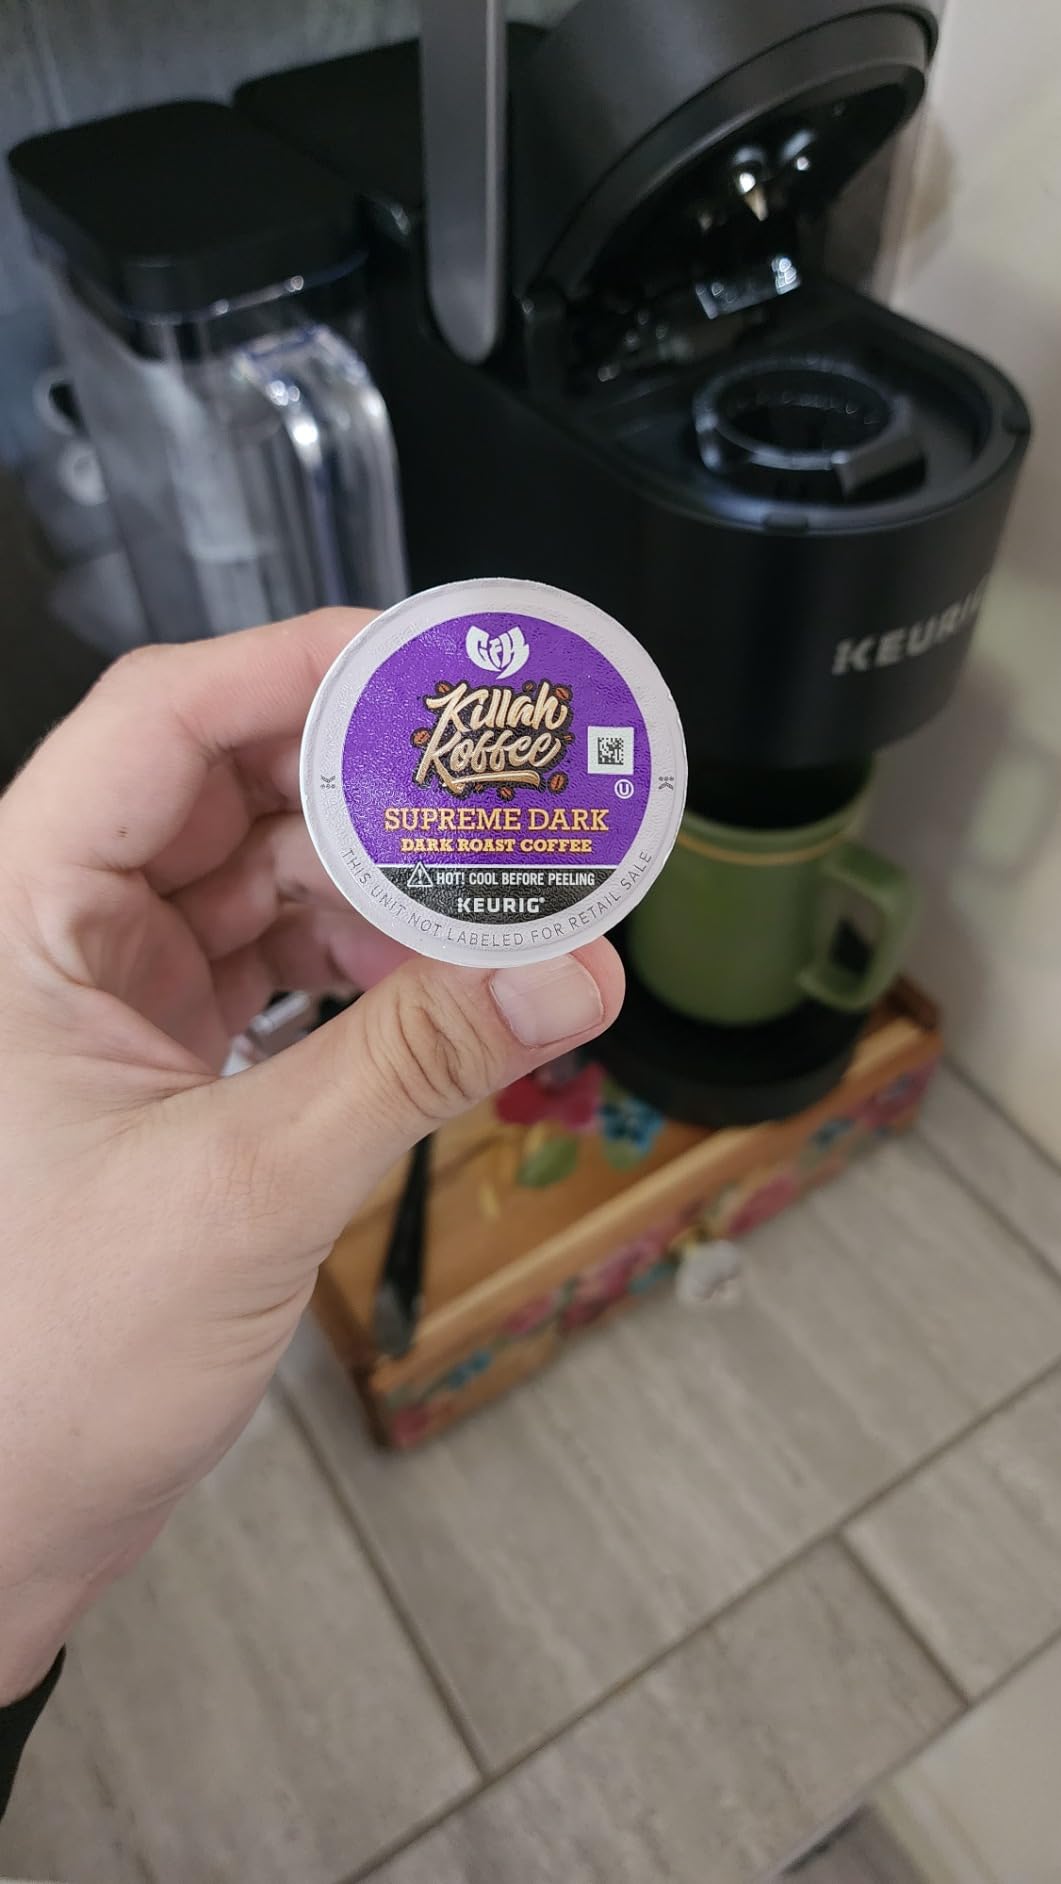 GFK
Killah
Koffee
SUPREME DARK
DARK ROAST COFFEE
HOT! COOL BEFORE PEELING
KEURIG®
THIS UNIT NOT LABELED FOR RETAIL SALE
U
KEURIG